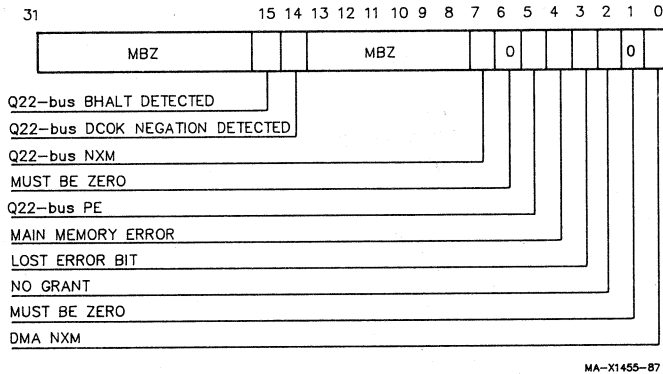 31 15 14 13 12 11 10 9 8 7 6 5 4 3 2 1 0
MBZ MBZ 0 0
Q22-bus BHALT DETECTED
Q22-bus DCOK NEGATION DETECTED
Q22-bus NXM
MUST BE ZERO
Q22-bus PE
MAIN MEMORY ERROR
LOST ERROR BIT
NO GRANT
MUST BE ZERO
DMA NXM
MA-X1455-87